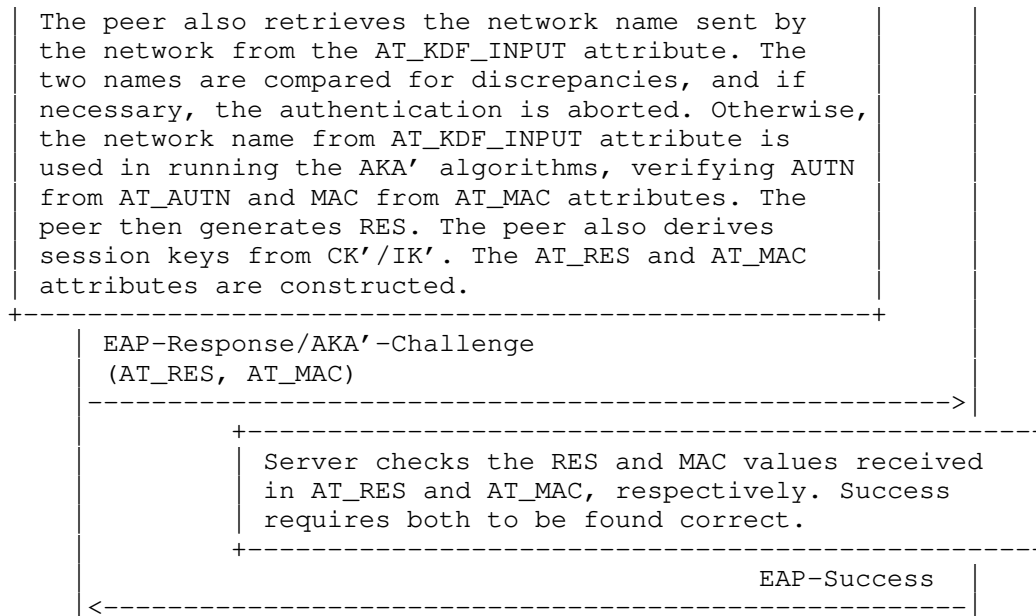 The peer also retrieves the network name sent by
the network from the AT_KDF_INPUT attribute. The
two names are compared for discrepancies, and if
necessary, the authentication is aborted. Otherwise,
the network name from AT_KDF_INPUT attribute is
used in running the AKA' algorithms, verifying AUTN
from AT_AUTN and MAC from AT_MAC attributes. The
peer then generates RES. The peer also derives
session keys from CK'/IK'. The AT_RES and AT_MAC
attributes are constructed.
EAP-Response/AKA'-Challenge
(AT_RES, AT_MAC)
Server checks the RES and MAC values received
in AT_RES and AT_MAC, respectively. Success
requires both to be found correct.
EAP-Success